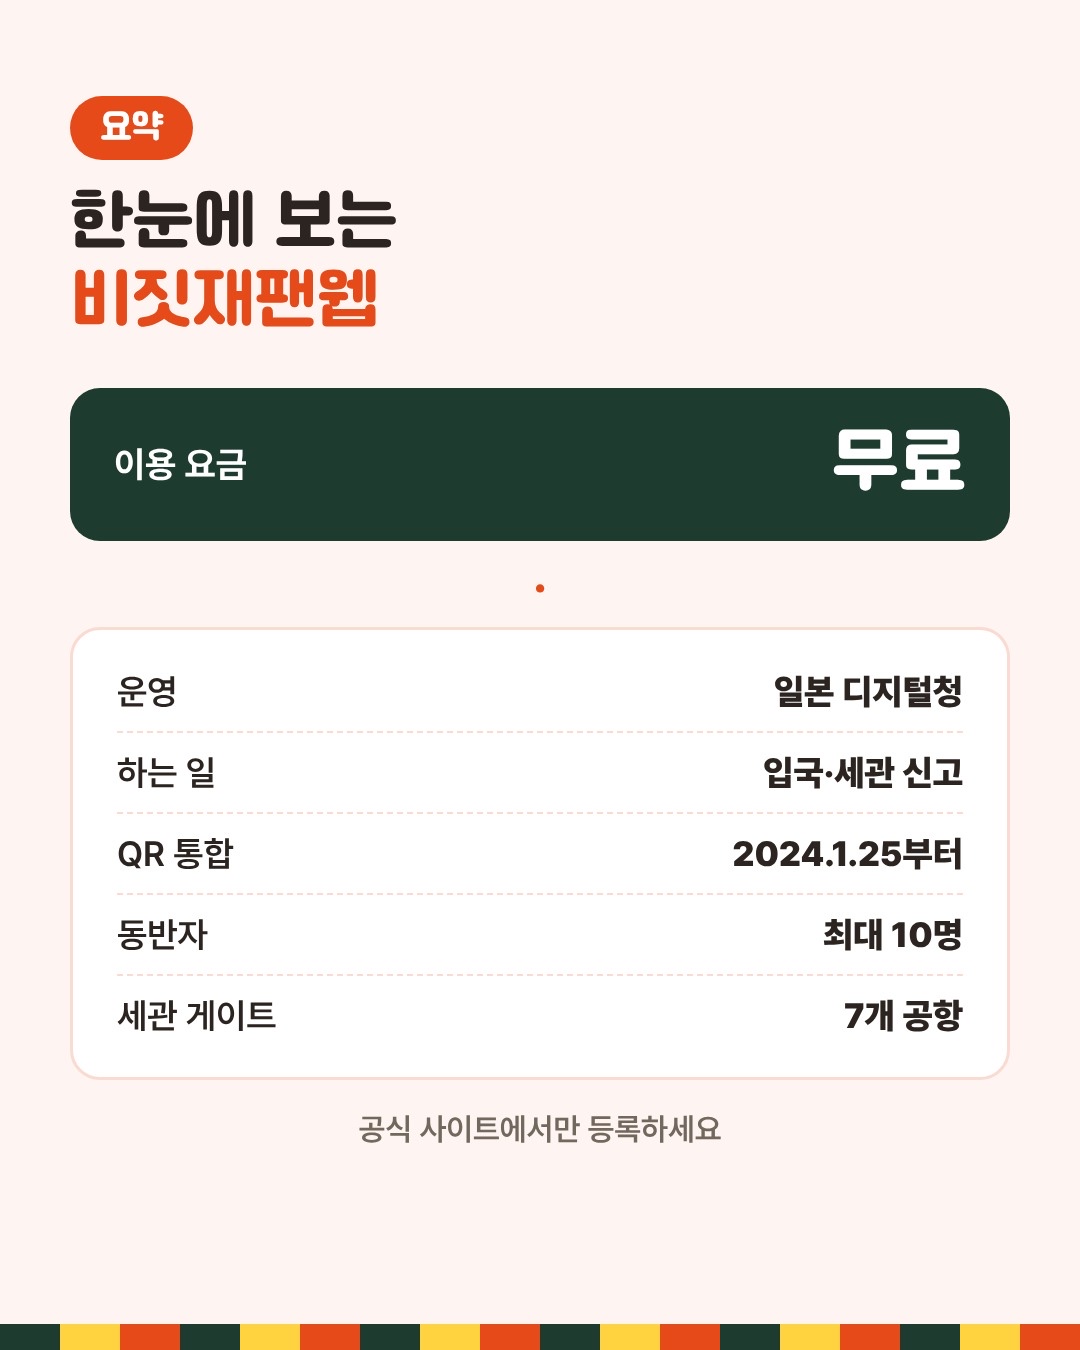 요약
한눈에 보는
비짓재팬웹
이용 요금 무료
운영 일본 디지털청
하는 일 입국·세관 신고
QR 통합 2024.1.25부터
동반자 최대 10명
세관 게이트 7개 공항
공식 사이트에서만 등록하세요